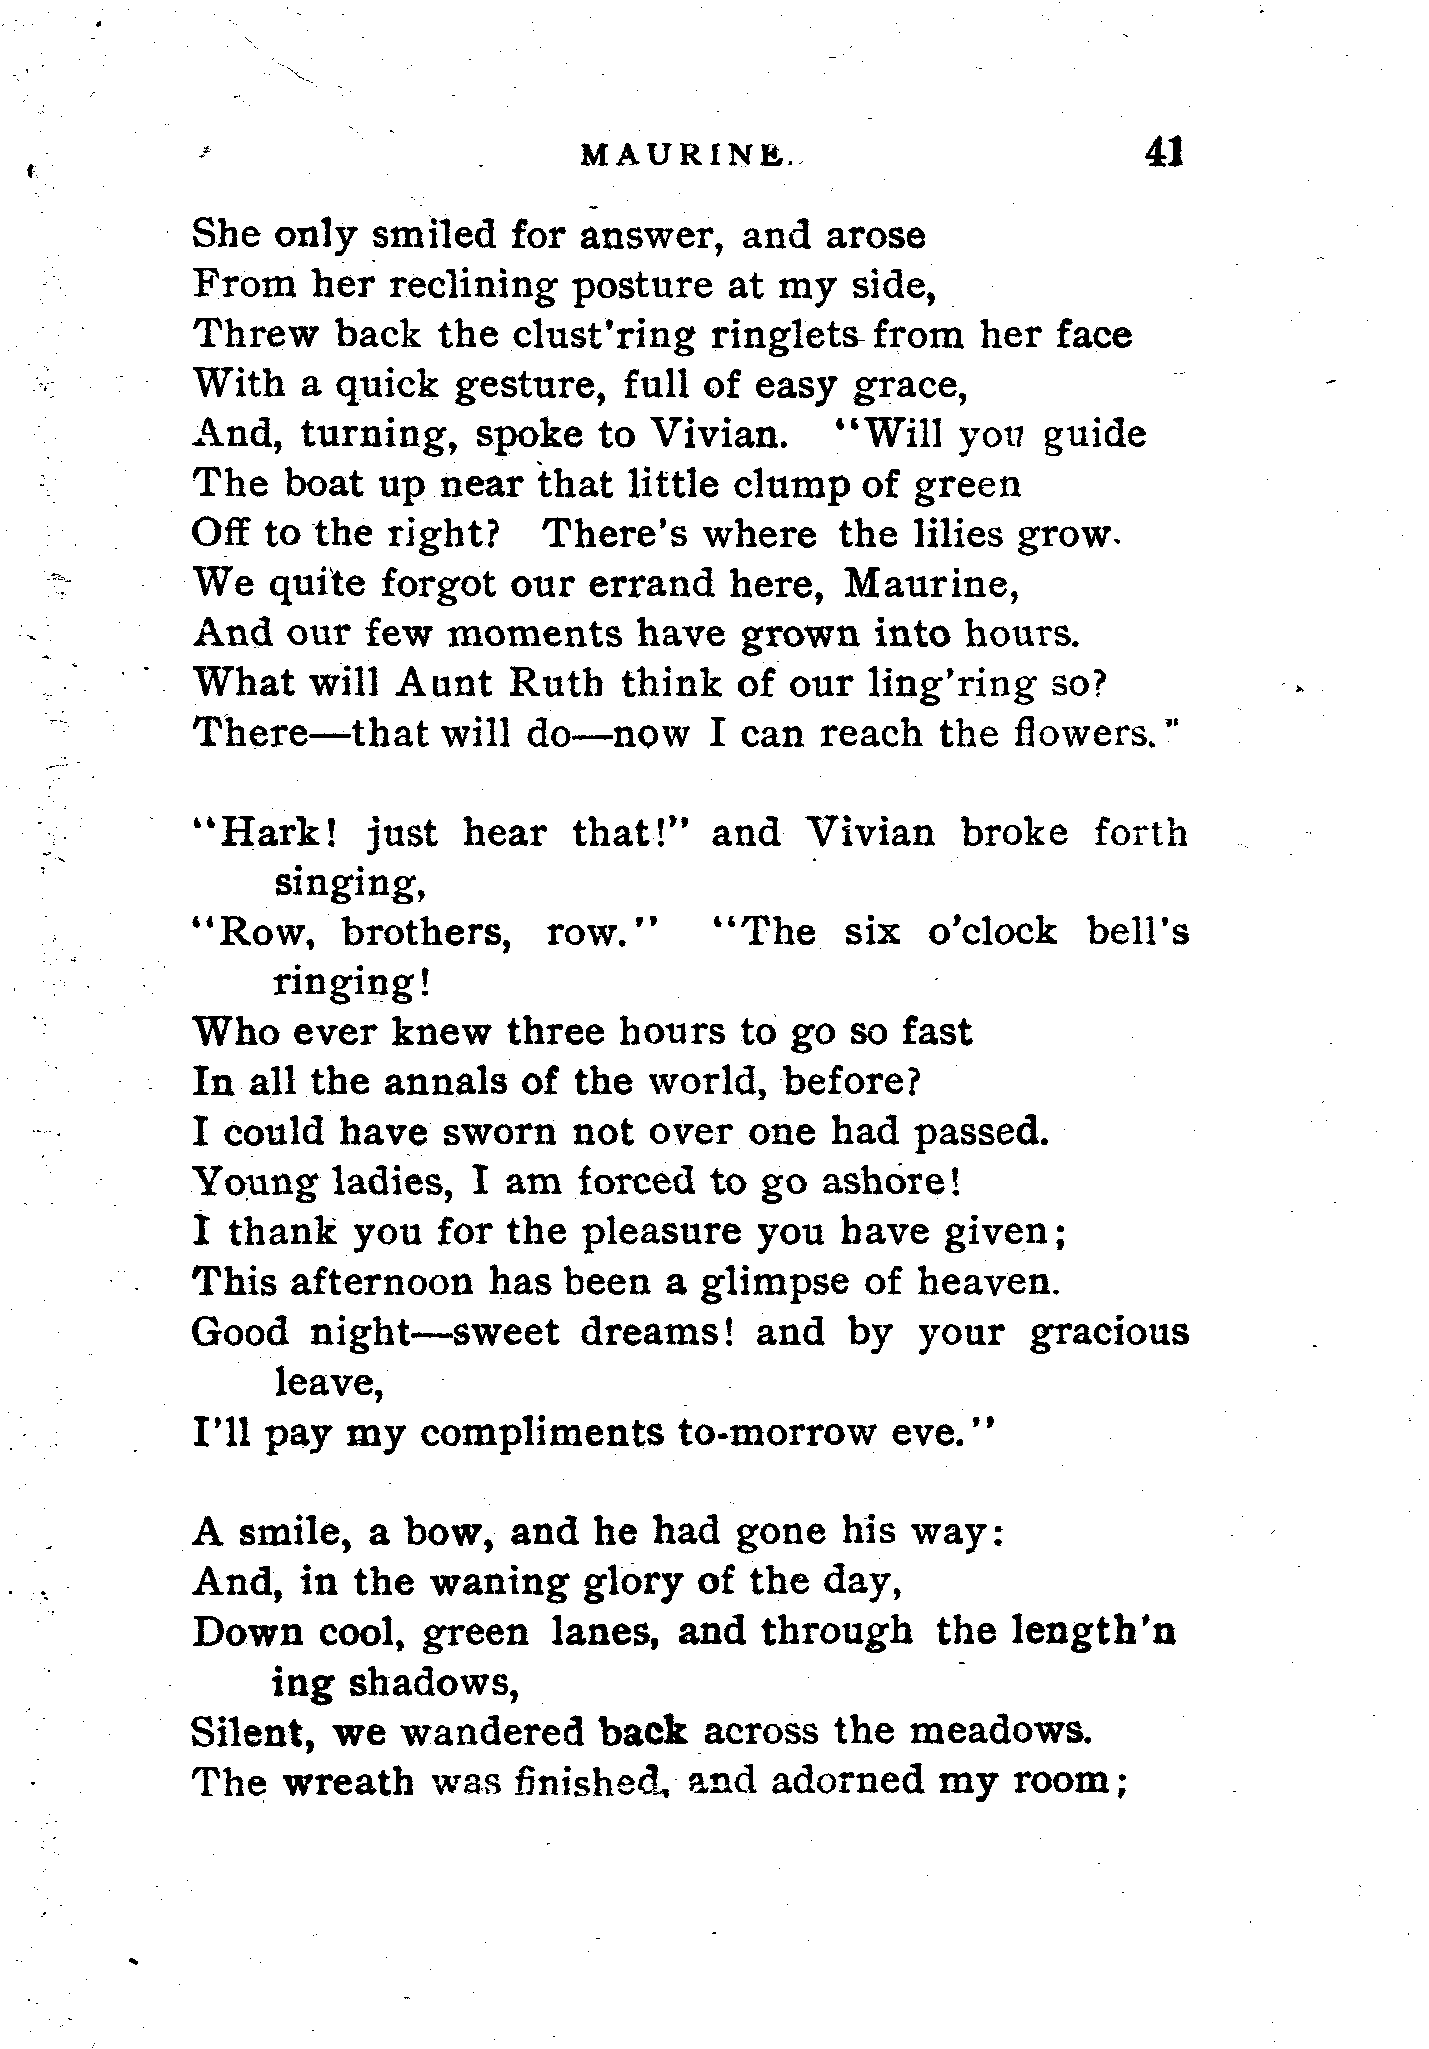 MAURINE. 41
She only smiled for answer, and arose
From her reclining posture at my side,
Threw back the clust'ring ringlets from her face
With a quick gesture, full of easy grace,
And, turning, spoke to Vivian. "Will you guide
The boat up near that little clump of green
Off to the right? There's where the lilies grow.
We quite forgot our errand here, Maurine,
And our few moments have grown into hours.
What will Aunt Ruth think of our ling'ring so?
There—that will do—now I can reach the flowers."
"Hark! just hear that!" and Vivian broke forth
singing,
"Row, brothers, row." "The six o'clock bell's
ringing!
Who ever knew three hours to go so fast
In all the annals of the world, before?
I could have sworn not over one had passed.
Young ladies, I am forced to go ashore!
I thank you for the pleasure you have given;
This afternoon has been a glimpse of heaven.
Good night—sweet dreams! and by your gracious
leave,
I'll pay my compliments to-morrow eve."
A smile, a bow, and he had gone his way:
And, in the waning glory of the day,
Down cool, green lanes, and through the length'n
ing shadows,
Silent, we wandered back across the meadows.
The wreath was finished, and adorned my room;